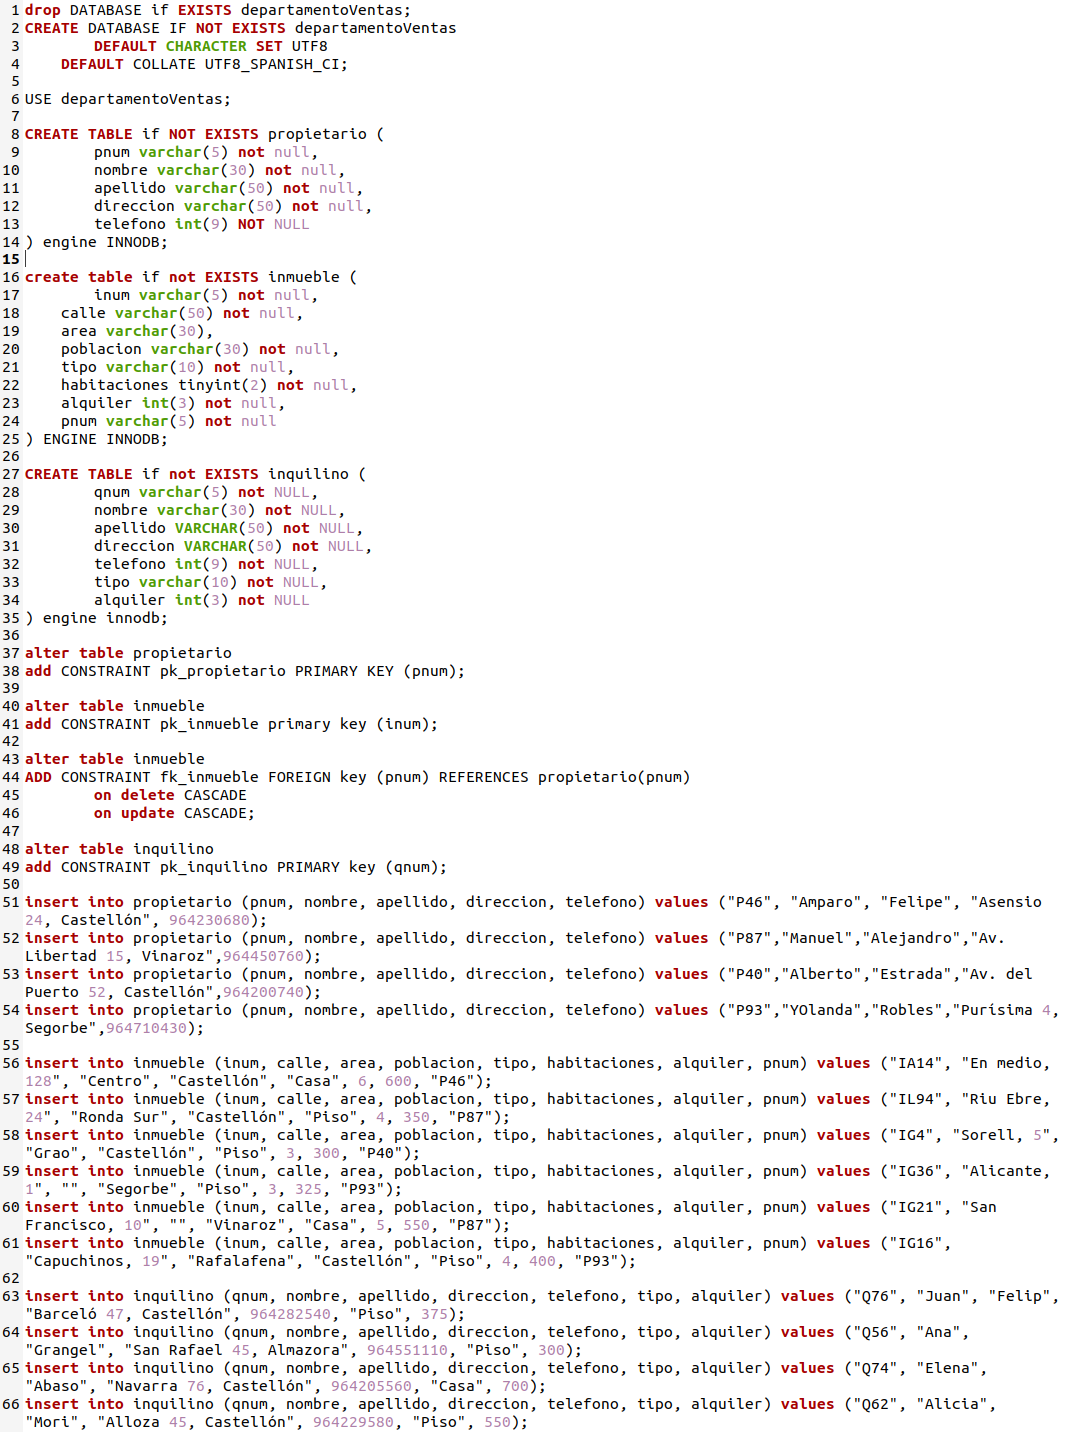 1 drop DATABASE if EXISTS departamentoVentas;
2 CREATE DATABASE IF NOT EXISTS departamentoVentas
3 DEFAULT CHARACTER SET UTF8
4 DEFAULT COLLATE UTF8_SPANISH_CI;
5
6 USE departamentoVentas;
7
8 CREATE TABLE if NOT EXISTS propietario (
9 pnum varchar(5) not null,
10 nombre varchar(30) not null,
11 apellido varchar(50) not null,
12 direccion varchar(50) not null,
13 telefono int(9) NOT NULL
14 ) engine INNODB;
15
16 create table if not EXISTS inmueble (
17 inum varchar(5) not null,
18 calle varchar(50) not null,
19 area varchar(30),
20 poblacion varchar(30) not null,
21 tipo varchar(10) not null,
22 habitaciones tinyint(2) not null,
23 alquiler int(3) not null,
24 pnum varchar(5) not null
25 ) ENGINE INNODB;
26
27 CREATE TABLE if not EXISTS inquilino (
28 qnum varchar(5) not NULL,
29 nombre varchar(30) not NULL,
30 apellido VARCHAR(50) not NULL,
31 direccion VARCHAR(50) not NULL,
32 telefono int(9) not NULL,
33 tipo varchar(10) not NULL,
34 alquiler int(3) not NULL
35 ) engine innodb;
36
37 alter table propietario
38 add CONSTRAINT pk_propietario PRIMARY KEY (pnum);
39
40 alter table inmueble
41 add CONSTRAINT pk_inmueble primary key (inum);
42
43 alter table inmueble
44 ADD CONSTRAINT fk_inmueble FOREIGN key (pnum) REFERENCES propietario(pnum)
45 on delete CASCADE
46 on update CASCADE;
47
48 alter table inquilino
49 add CONSTRAINT pk_inquilino PRIMARY key (qnum);
50
51 insert into propietario (pnum, nombre, apellido, direccion, telefono) values ("P46", "Amparo", "Felipe", "Asensio
24, Castellón", 964230680);
52 insert into propietario (pnum, nombre, apellido, direccion, telefono) values ("P87","Manuel","Alejandro","Av.
Libertad 15, Vinaroz",964450760);
53 insert into propietario (pnum, nombre, apellido, direccion, telefono) values ("P40","Alberto","Estrada","Av. del
Puerto 52, Castellón",964200740);
54 insert into propietario (pnum, nombre, apellido, direccion, telefono) values ("P93","YOlanda","Robles","Purísima 4,
Segorbe",964710430);
55
56 insert into inmueble (inum, calle, area, poblacion, tipo, habitaciones, alquiler, pnum) values ("IA14", "En medio,
128", "Centro", "Castellón", "Casa", 6, 600, "P46");
57 insert into inmueble (inum, calle, area, poblacion, tipo, habitaciones, alquiler, pnum) values ("IL94", "Riu Ebre,
24", "Ronda Sur", "Castellón", "Piso", 4, 350, "P87");
58 insert into inmueble (inum, calle, area, poblacion, tipo, habitaciones, alquiler, pnum) values ("IG4", "Sorell, 5",
"Grao", "Castellón", "Piso", 3, 300, "P40");
59 insert into inmueble (inum, calle, area, poblacion, tipo, habitaciones, alquiler, pnum) values ("IG36", "Alicante,
1", "", "Segorbe", "Piso", 3, 325, "P93");
60 insert into inmueble (inum, calle, area, poblacion, tipo, habitaciones, alquiler, pnum) values ("IG21", "San
Francisco, 10", "", "Vinaroz", "Casa", 5, 550, "P87");
61 insert into inmueble (inum, calle, area, poblacion, tipo, habitaciones, alquiler, pnum) values ("IG16",
"Capuchinos, 19", "Rafalafena", "Castellón", "Piso", 4, 400, "P93");
62
63 insert into inquilino (qnum, nombre, apellido, direccion, telefono, tipo, alquiler) values ("Q76", "Juan", "Felip",
"Barceló 47, Castellón", 964282540, "Piso", 375);
64 insert into inquilino (qnum, nombre, apellido, direccion, telefono, tipo, alquiler) values ("Q56", "Ana",
"Grangel", "San Rafael 45, Almazora", 964551110, "Piso", 300);
65 insert into inquilino (qnum, nombre, apellido, direccion, telefono, tipo, alquiler) values ("Q74", "Elena",
"Abaso", "Navarra 76, Castellón", 964205560, "Casa", 700);
66 insert into inquilino (qnum, nombre, apellido, direccion, telefono, tipo, alquiler) values ("Q62", "Alicia",
"Mori", "Alloza 45, Castellón", 964229580, "Piso", 550);